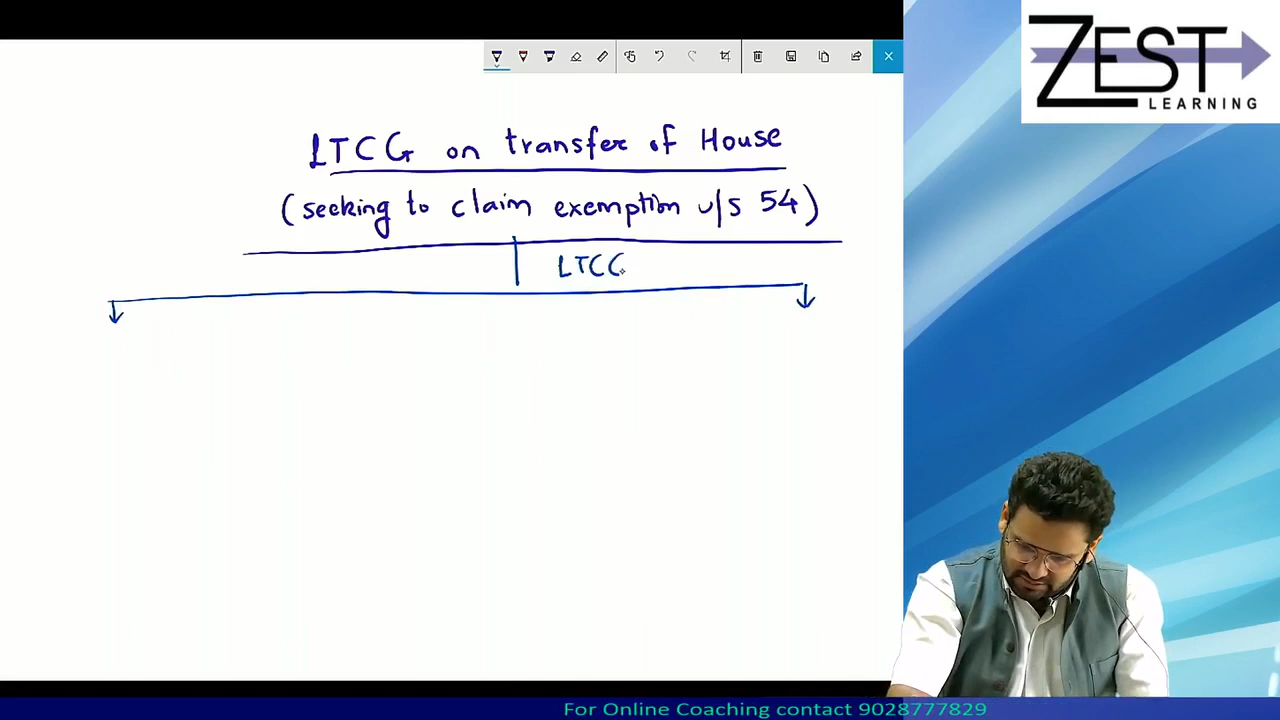 ZEST
LEARNING
LTCG on transfer of House
(seeking to claim exemption u/s 54)
LTCG
For Online Coaching contact 9028777829